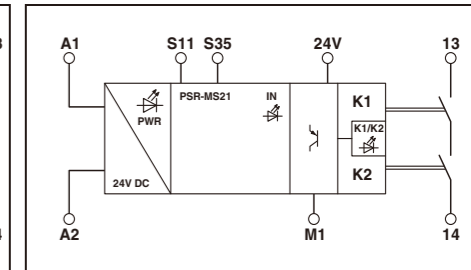 A1
S11 S35
24V
13
PSR-MS21
IN
K1
PWR
K1/K2
24V DC
K2
A2
M1
14